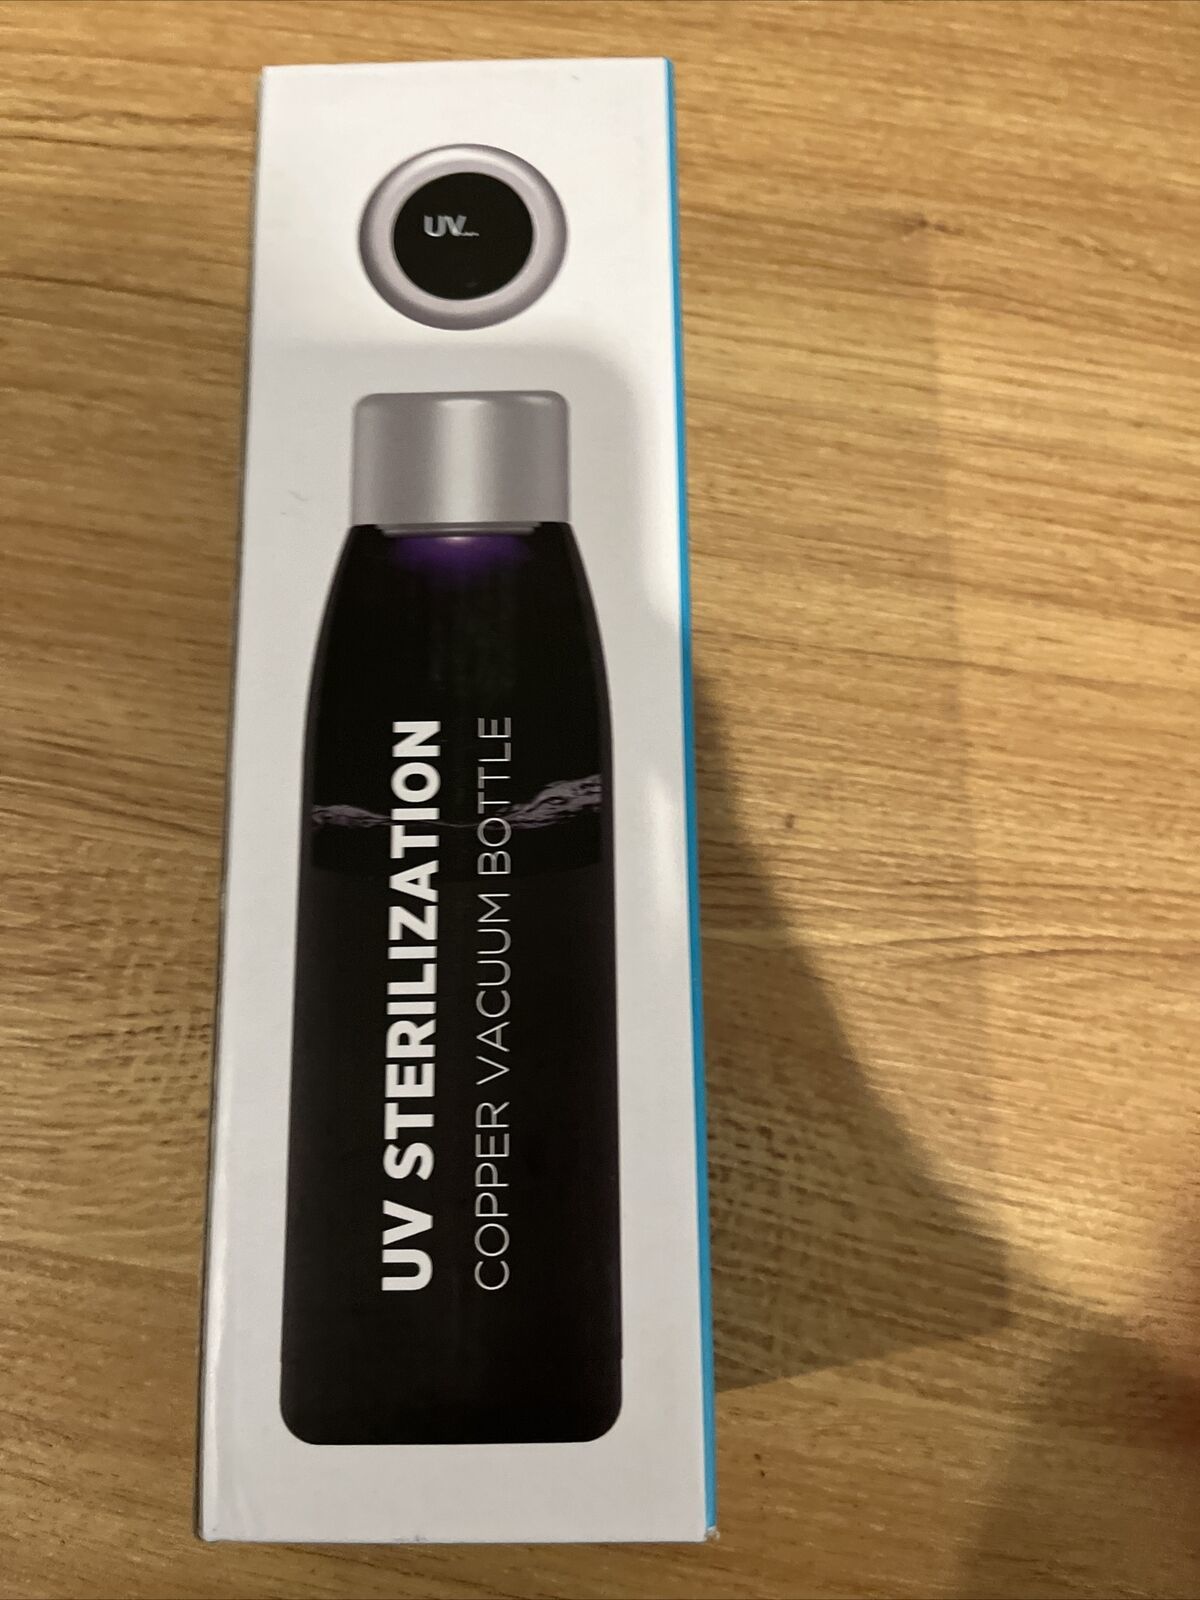 UV
UV STERILIZATION
COPPER VACUUM BOTTLE